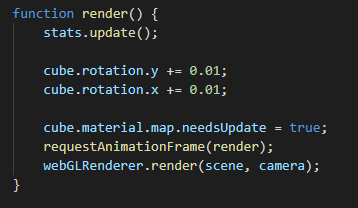 function render() {
    stats.update();

    cube.rotation.y += 0.01;
    cube.rotation.x += 0.01;

    cube.material.map.needsUpdate = true;
    requestAnimationFrame(render);
    webGLRenderer.render(scene, camera);
}